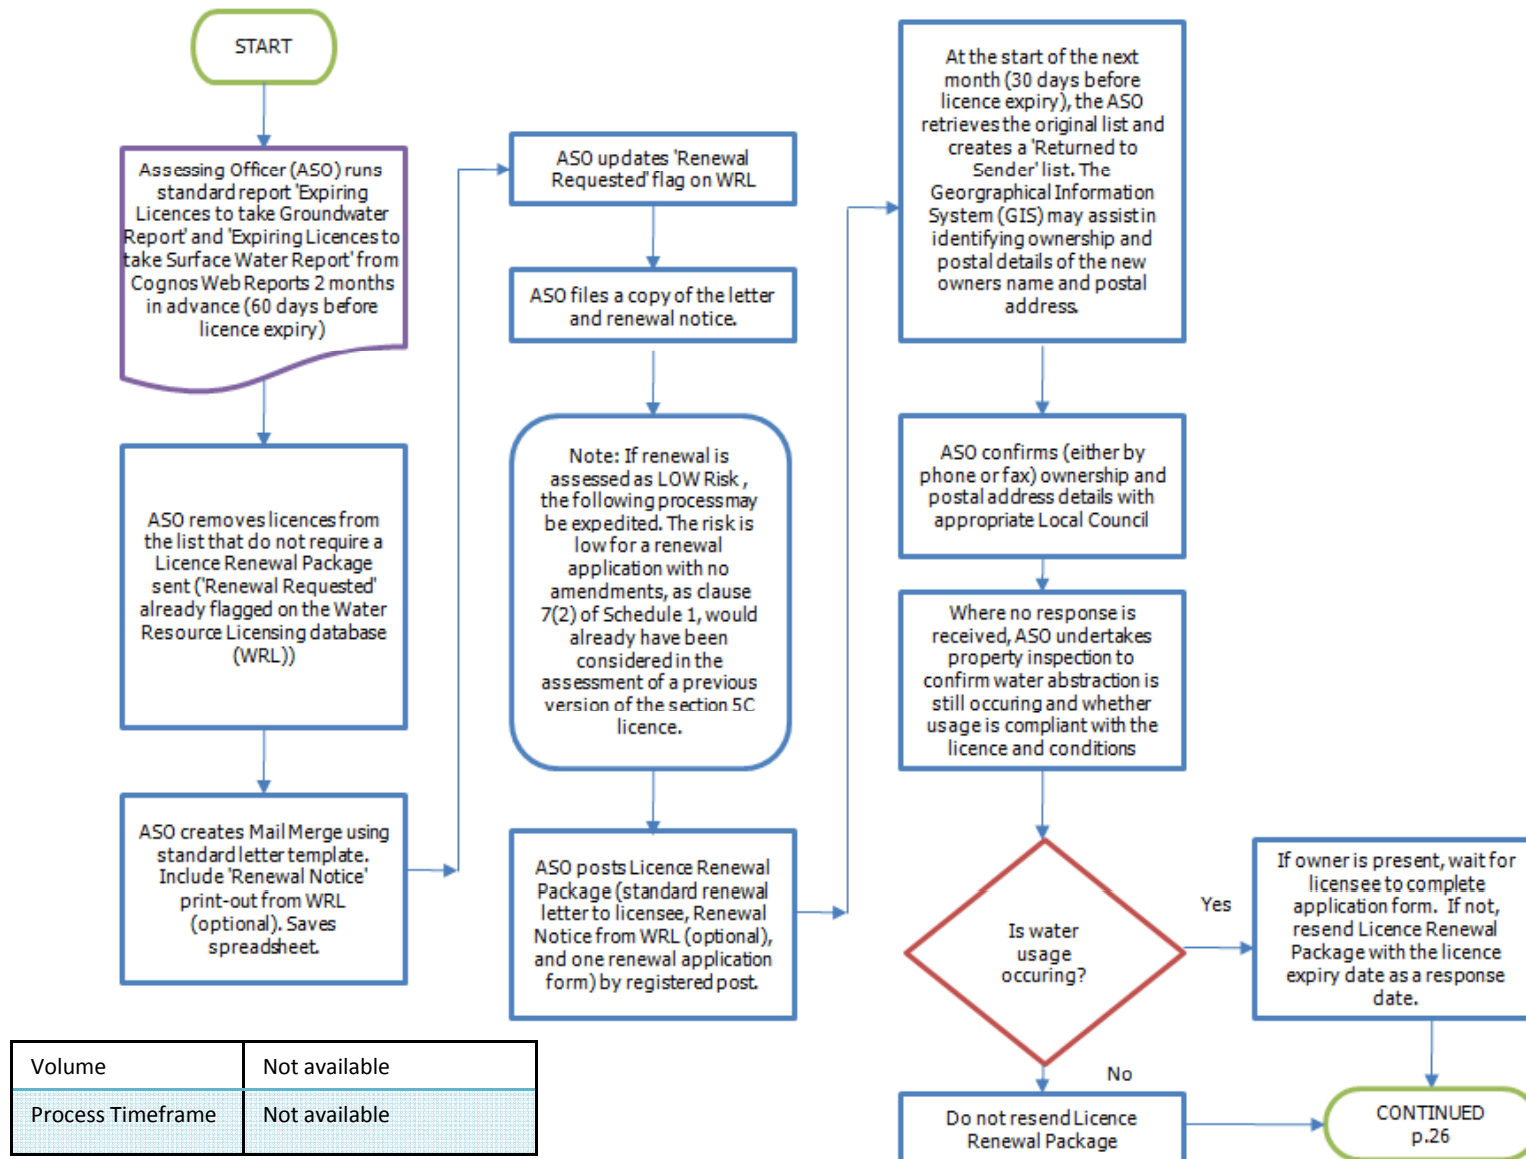 START
Assessing Officer (ASO) runs
standard report 'Expiring
Licences to take Groundwater
Report' and 'Expiring Licences to
take Surface Water Report' from
Cognos Web Reports 2 months
in advance (60 days before
licence expiry)
ASO removes licences from
the list that do not require a
Licence Renewal Package
sent ('Renewal Requested'
already flagged on the Water
Resource Licensing database
(WRL))
ASO creates Mail Merge using
standard letter template.
Include 'Renewal Notice'
print-out from WRL
(optional). Saves
spreadsheet.
ASO updates 'Renewal
Requested' flag on WRL
ASO files a copy of the letter
and renewal notice.
Note: If renewal is
assessed as LOW Risk ,
the following processmay
be expedited. The risk is
low for a renewal
application with no
amendments, as clause
7(2) of Schedule 1, would
already have been
considered in the
assessment of a previous
version of the section 5C
licence.
ASO posts Licence Renewal
Package (standard renewal
letter to licensee, Renewal
Notice from WRL (optional),
and one renewal application
form) by registered post.
At the start of the next
month (30 days before
licence expiry), the ASO
retrieves the original list and
creates a 'Returned to
Sender' list. The
Georgraphical Information
System (GIS) may assist in
identifying ownership and
postal details of the new
owners name and postal
address.
ASO confirms (either by
phone or fax) ownership and
postal address details with
appropriate Local Council
Where no response is
received, ASO undertakes
property inspection to
confirm water abstraction is
still occuring and whether
usage is compliant with the
licence and conditions
Is water
usage
occuring?
Yes
If owner is present, wait for
licensee to complete
application form. If not,
resend Licence Renewal
Package with the licence
expiry date as a response
date.
No
Do not resend Licence
Renewal Package
CONTINUED
p.26
Volume Not available
Process Timeframe Not available